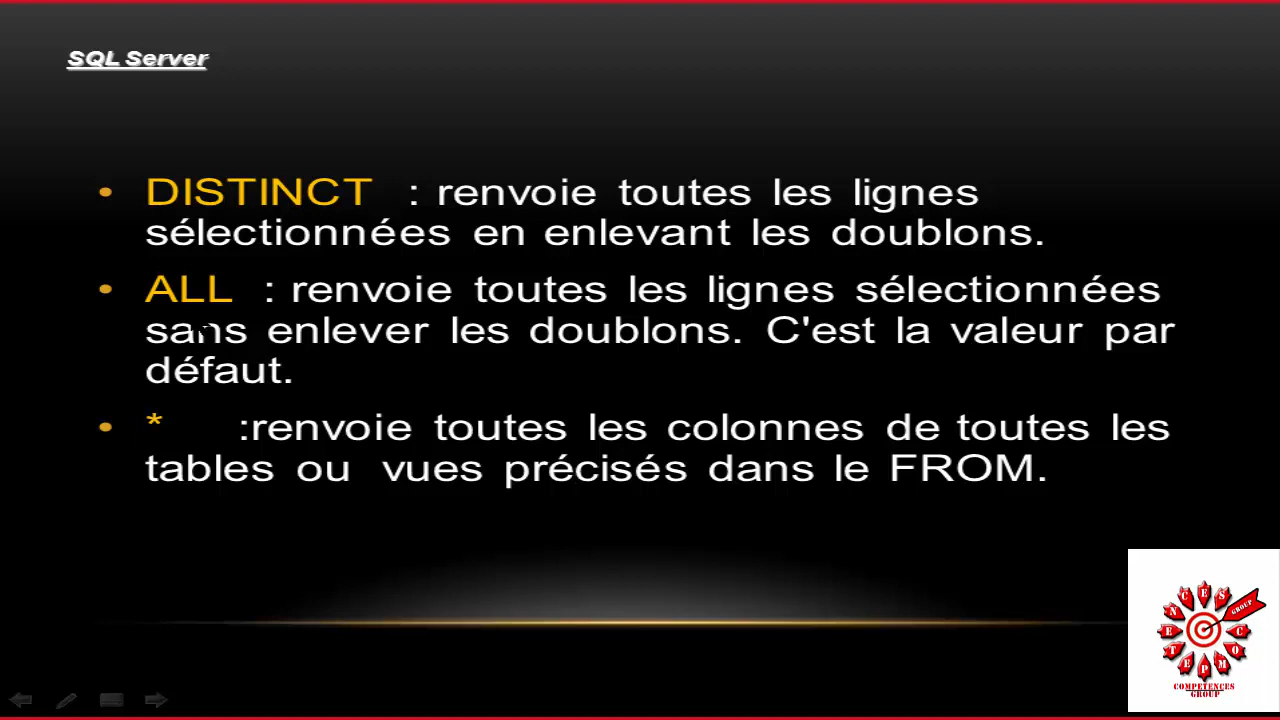 SQL Server
• DISTINCT : renvoie toutes les lignes
sélectionnées en enlevant les doublons.
• ALL : renvoie toutes les lignes sélectionnées
sans enlever les doublons. C'est la valeur par
défaut.
• * :renvoie toutes les colonnes de toutes les
tables ou vues précisés dans le FROM.
COMPETENCES
GROUP
COMPETENCES
GROUP